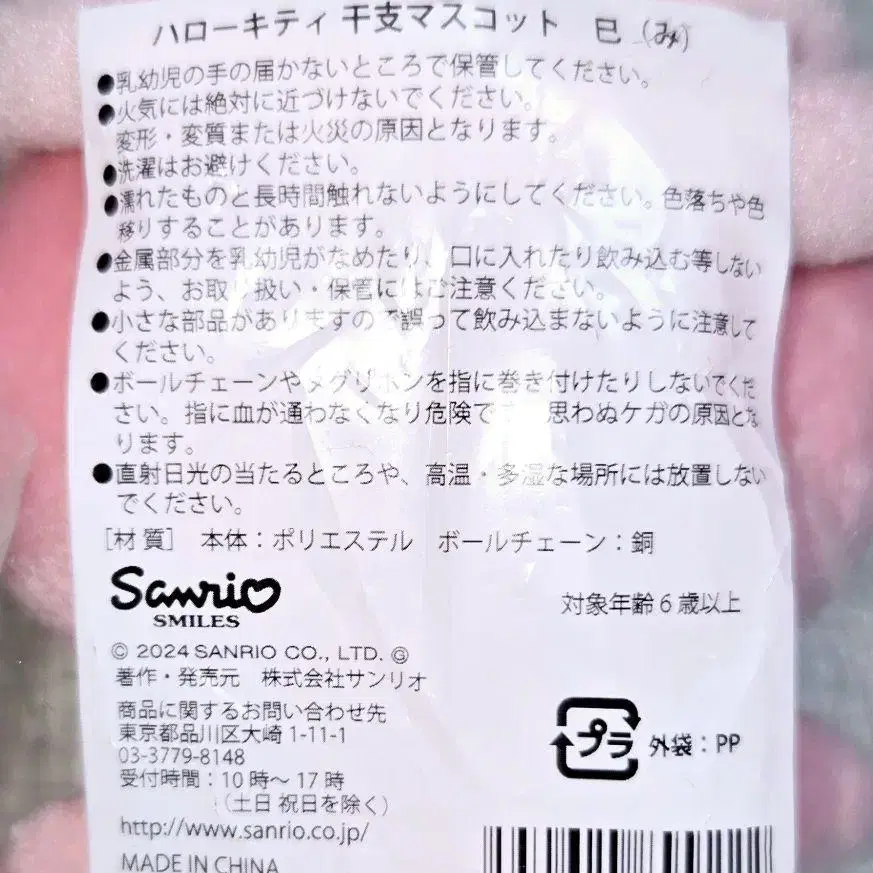 ハローキティ 干支マスコット 巳 (み)
●乳幼児の手の届かないところで保管してください。
●火気には絶対に近づけないでください。
変形・変質または火災の原因となります。
●洗濯はお避けください。
●濡れたものと長時間触れないようにしてください。色落ちや色
移りすることがあります。
●金属部分を乳幼児がなめたり、口に入れたり飲み込む等しない
よう、お取り扱い・保管にはご注意ください。
●小さな部品がありますので誤って飲み込まないように注意して
ください。
●ボールチェーンやメグリホンを指に巻き付けたりしないでくだ
さい。指に血が通わなくなり危険で 思わぬケガの原因とな
ります。
●直射日光の当たるところや、高温・多湿な場所には放置しない
でください。
[材質] 本体:ポリエステル ボールチェーン:銅
Sanrio
SMILES
対象年齢6歳以上
© 2024 SANRIO CO., LTD. Ⓖ
著作・発売元 株式会社サンリオ
商品に関するお問い合わせ先
東京都品川区大崎1-11-1
03-3779-8148
受付時間:10時～17時
(土日祝日を除く)
http://www.sanrio.co.jp/
MADE IN CHINA
プラ 外袋:PP